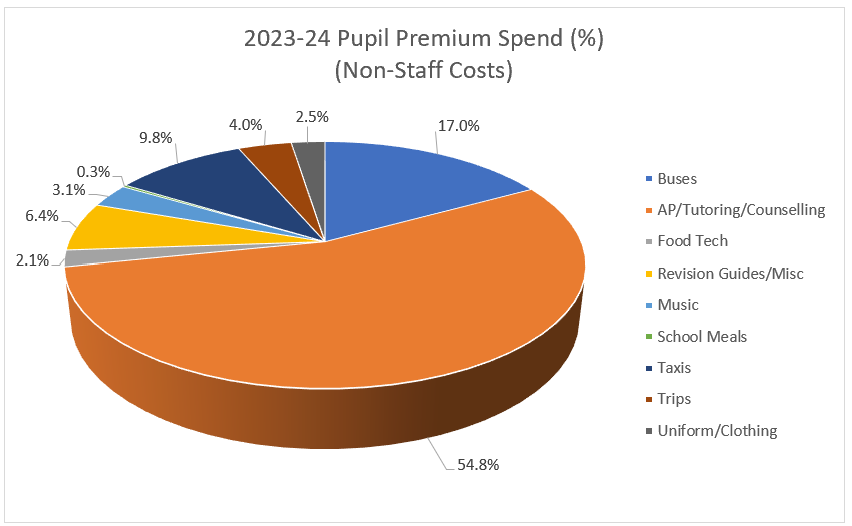 2023-24 Pupil Premium Spend (%)
(Non-Staff Costs)
2.5%
4.0%
17.0%
9.8%
0.3%
3.1%
6.4%
2.1%
54.8%
Buses
AP/Tutoring/Counselling
Food Tech
Revision Guides/Misc
Music
School Meals
Taxis
Trips
Uniform/Clothing